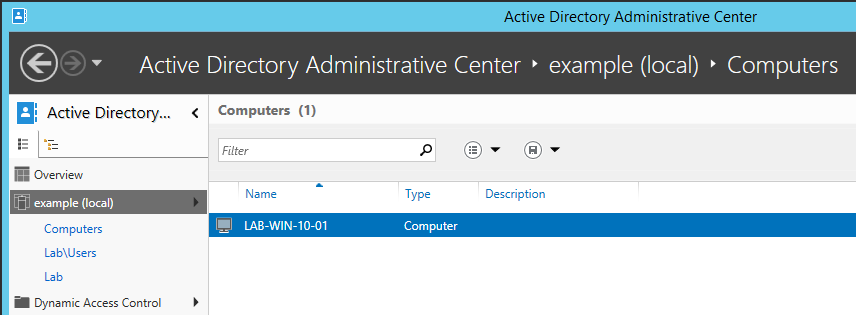 Active Directory Administrative Center
Active Directory Administrative Center ‣ example (local) ‣ Computers
Active Directory...
Computers (1)
Filter
Overview
example (local)
Computers
Lab\Users
Lab
Dynamic Access Control
Name Type Description
LAB-WIN-10-01 Computer